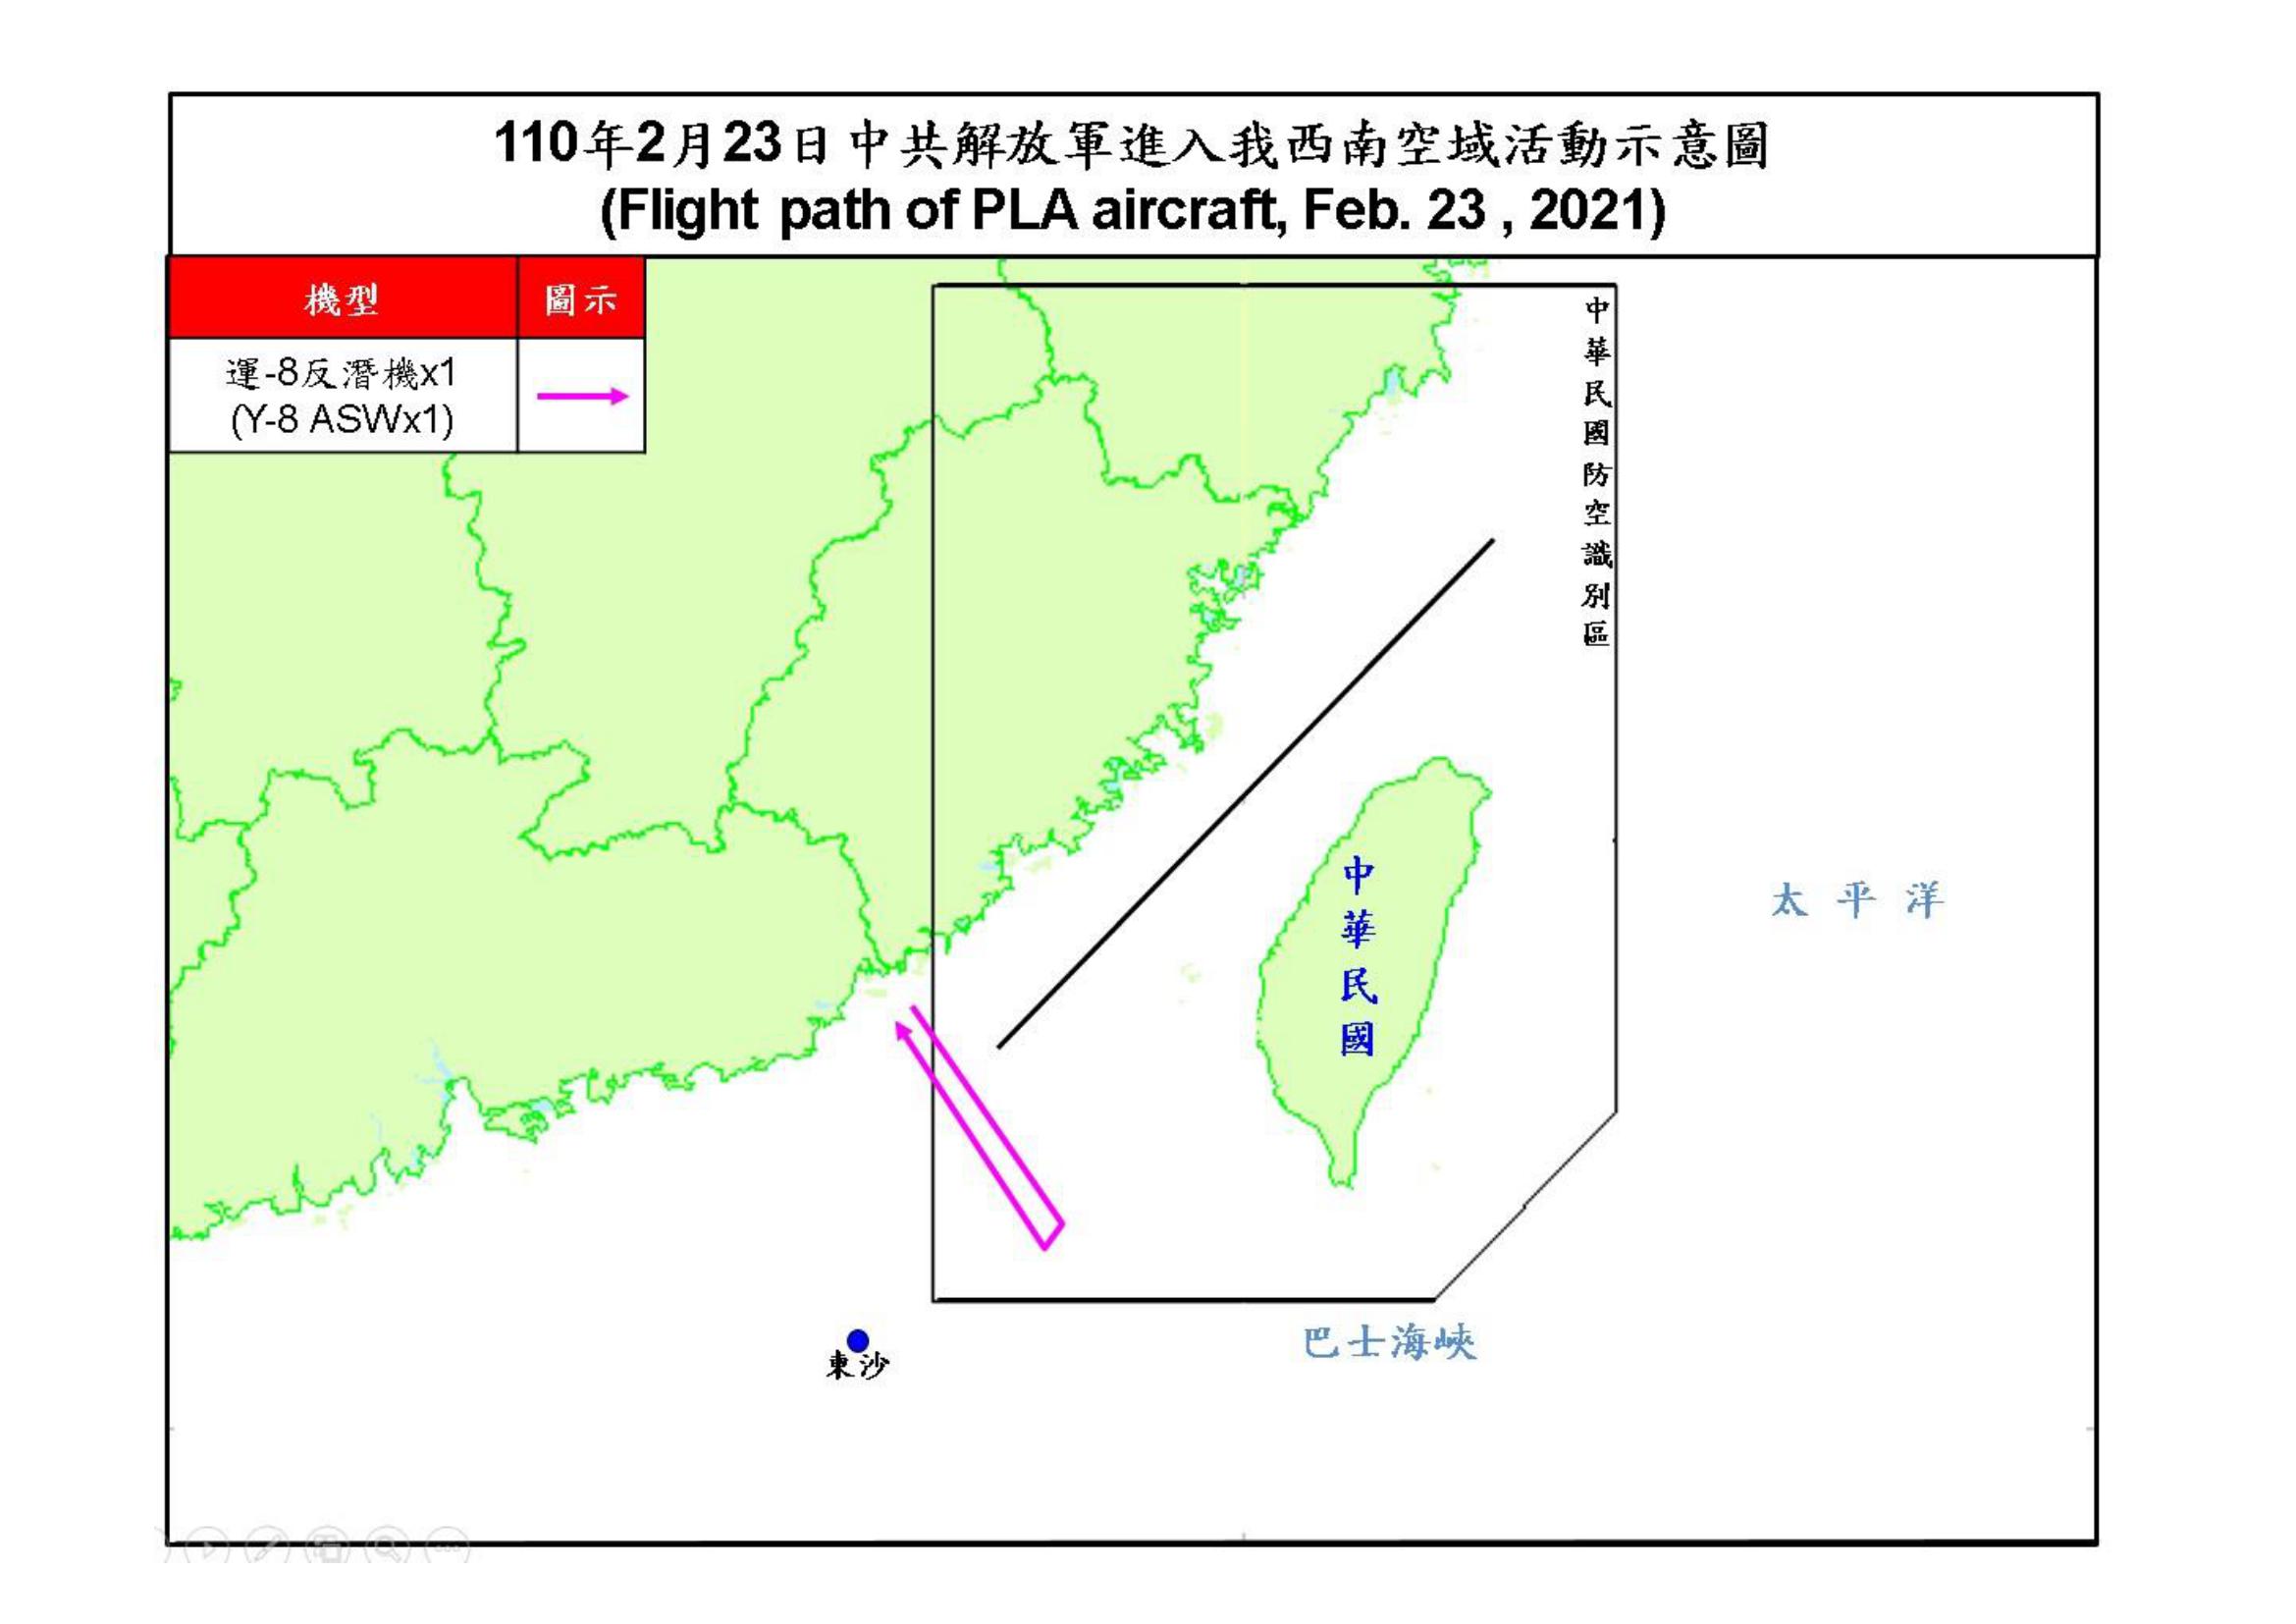 110年2月23日中共解放軍進入我西南空域活動示意圖
(Flight path of PLA aircraft, Feb. 23 , 2021)
機型 圖示
運-8反潛機x1
(Y-8 ASWx1)
中華民國防空識別區
中華民國
太平洋
巴士海峽
東沙